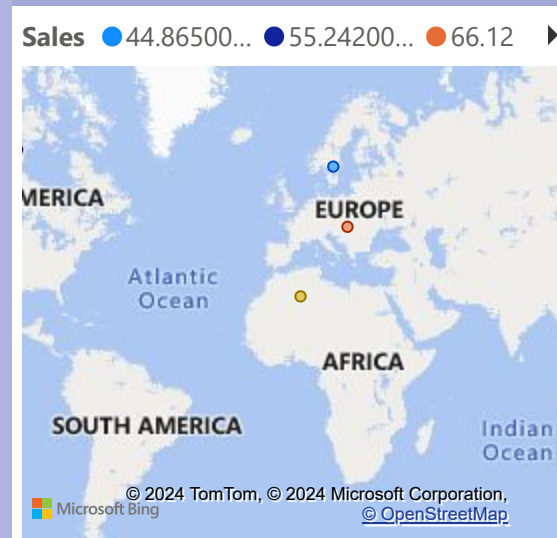 Sales 44.86500... 55.24200... 66.12
MERICA
EUROPE
Atlantic
Ocean
AFRICA
SOUTH AMERICA
Indian
Ocean
© 2024 TomTom, © 2024 Microsoft Corporation,
Microsoft Bing
© OpenStreetMap